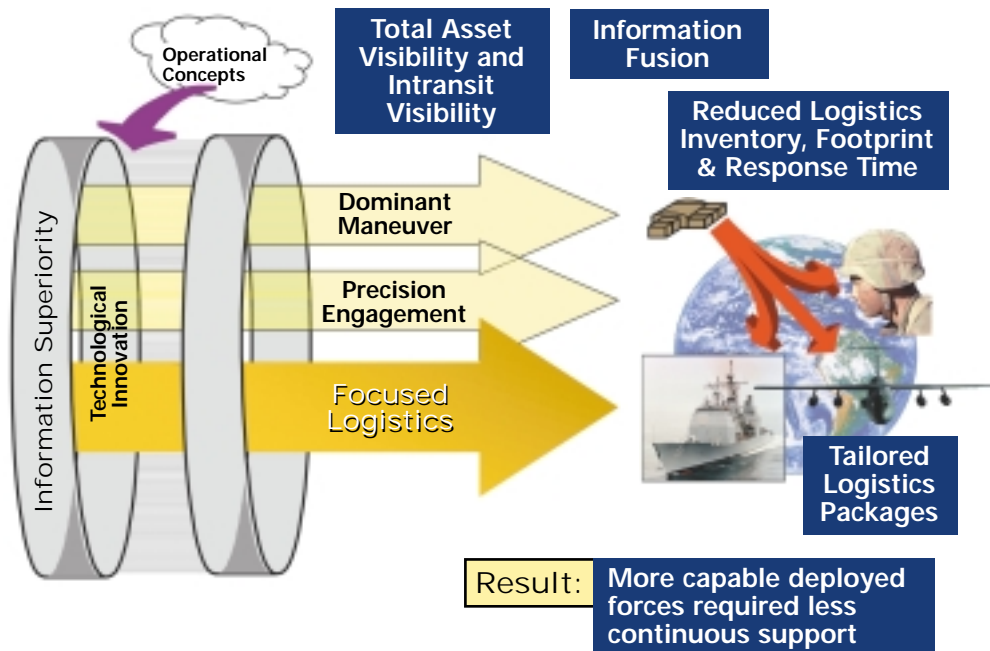 Operational
Concepts
Total Asset
Visibility and
Intransit
Visibility
Information
Fusion
Reduced Logistics
Inventory, Footprint
& Response Time
Information Superiority
Technological
Innovation
Dominant
Maneuver
Precision
Engagement
Focused
Logistics
Tailored
Logistics
Packages
Result:
More capable deployed
forces required less
continuous support